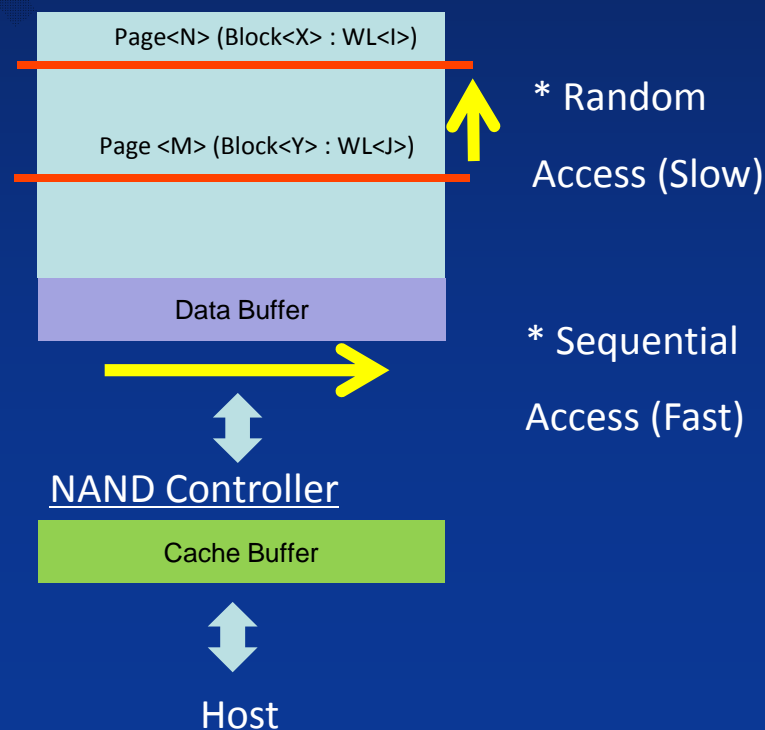 Page<N> (Block<X> : WL<I>)
* Random
Access (Slow)
Page <M> (Block<Y> : WL<J>)
Data Buffer
* Sequential
Access (Fast)
NAND Controller
Cache Buffer
Host